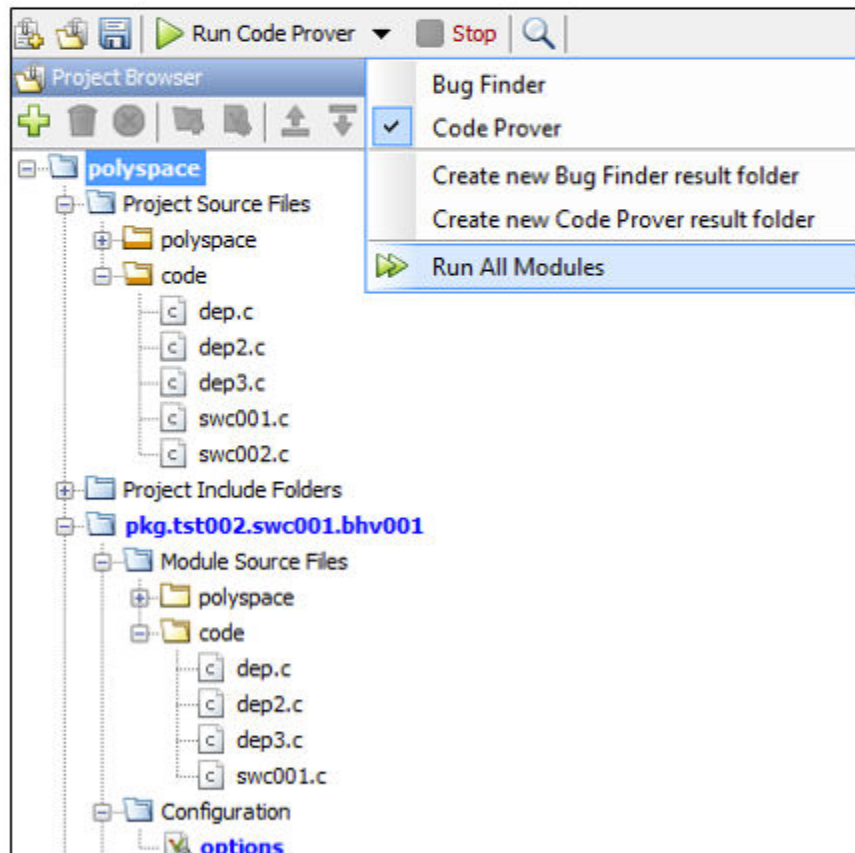 Run Code Prover Stop
Project Browser
Bug Finder
Code Prover
Create new Bug Finder result folder
Create new Code Prover result folder
Run All Modules
polyspace
Project Source Files
polyspace
code
c dep.c
c dep2.c
c dep3.c
c swc001.c
c swc002.c
Project Include Folders
pkg.tst002.swc001.bhv001
Module Source Files
polyspace
code
c dep.c
c dep2.c
c dep3.c
c swc001.c
Configuration
options